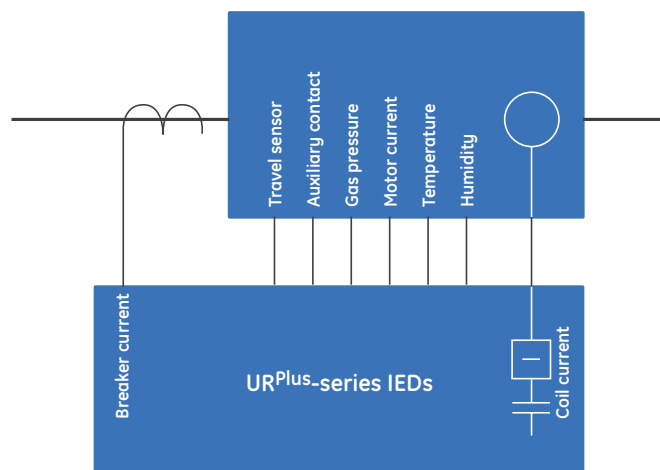 Travel sensor
Auxiliary contact
Gas pressure
Motor current
Temperature
Humidity
Breaker current
URPlus-series IEDs
Coil current